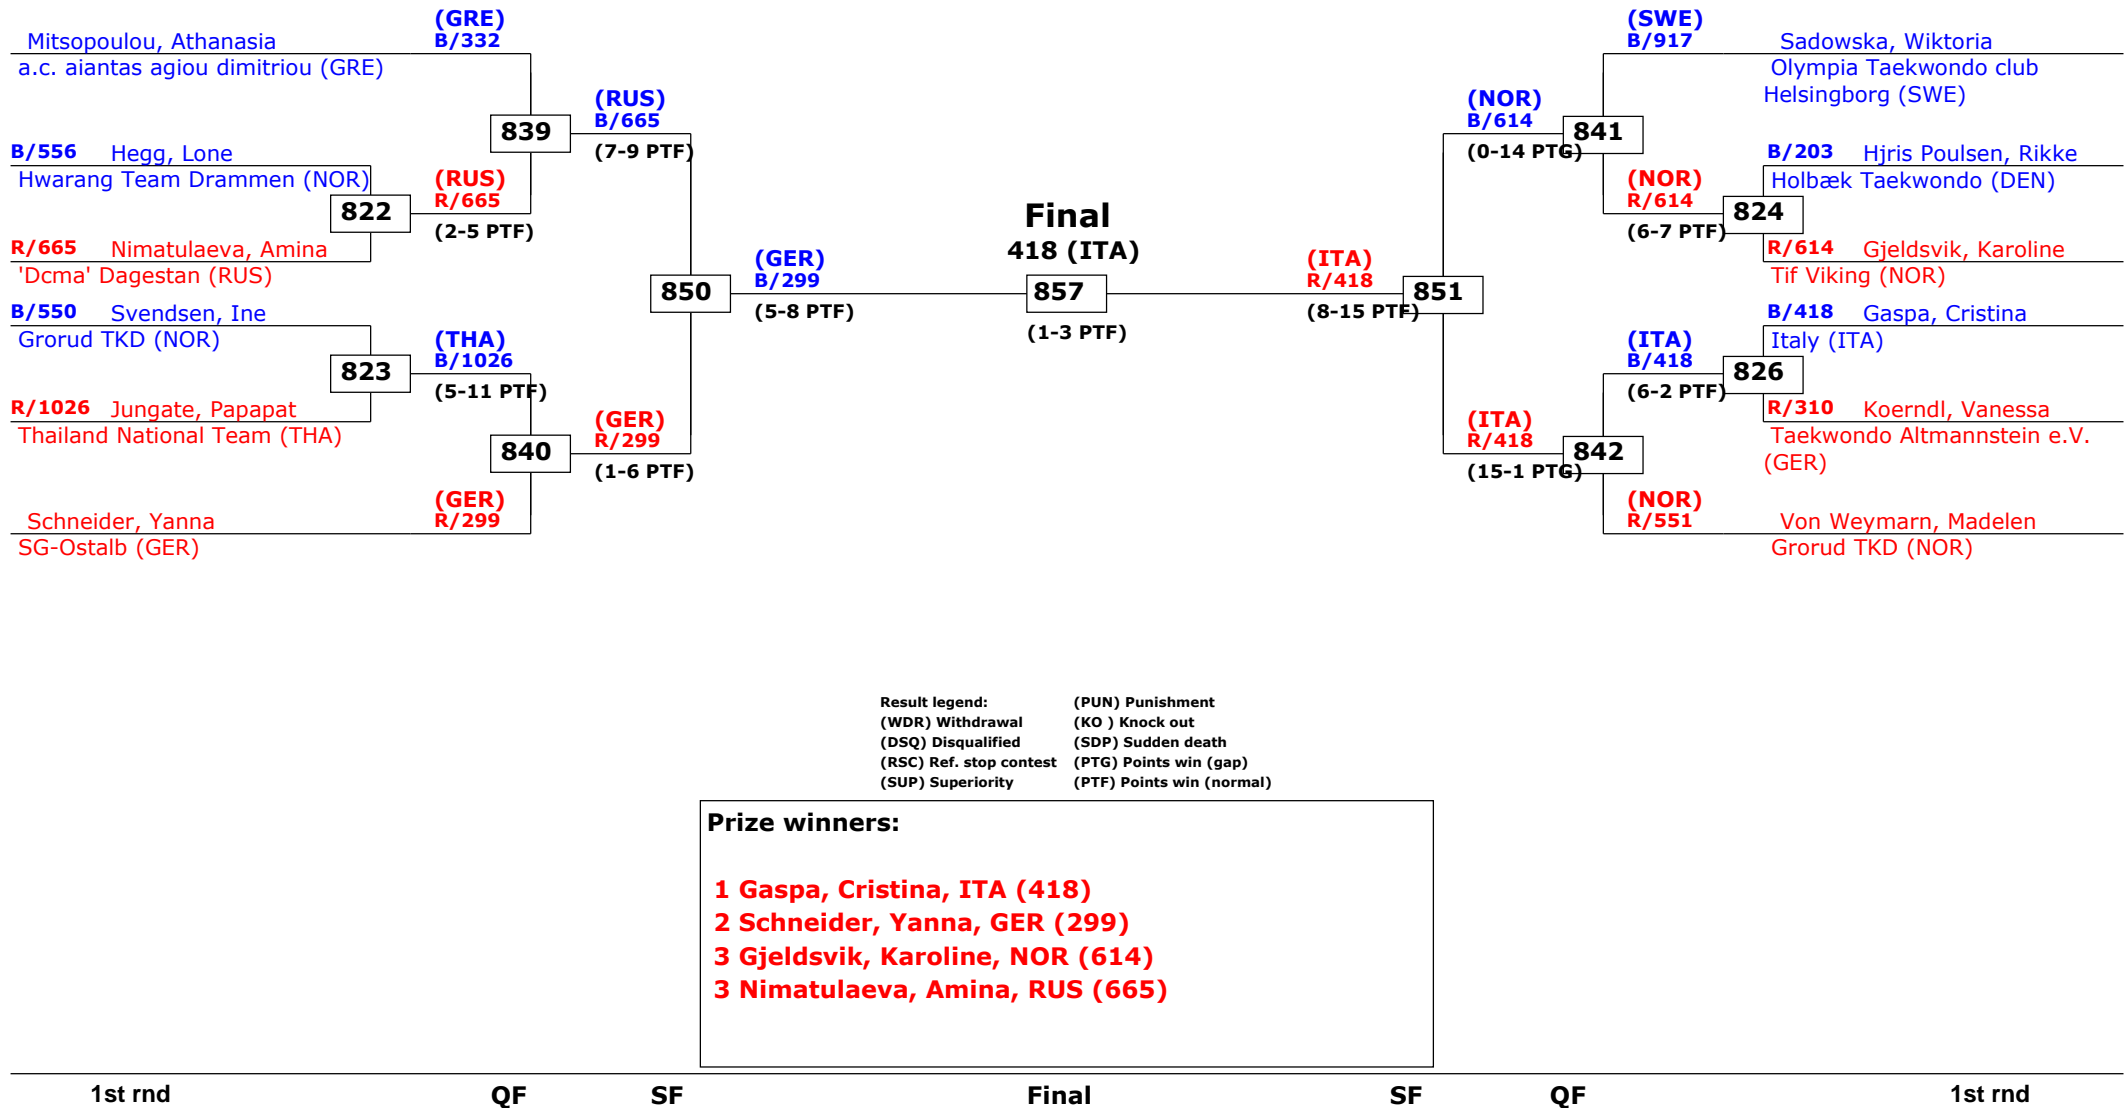 (GRE)
B/332
Mitsopoulou, Athanasia
a.c. aiantas agiou dimitriou (GRE)
839
(RUS)
B/665
(7-9 PTF)
B/556 Hegg, Lone
Hwarang Team Drammen (NOR)
822
(RUS)
R/665
(2-5 PTF)
R/665 Nimatulaeva, Amina
'Dcma' Dagestan (RUS)
850
(GER)
B/299
(5-8 PTF)
B/550 Svendsen, Ine
Grorud TKD (NOR)
823
(THA)
B/1026
(5-11 PTF)
R/1026 Jungate, Papapat
Thailand National Team (THA)
840
(GER)
R/299
(1-6 PTF)
(GER)
R/299
Schneider, Yanna
SG-Ostalb (GER)
Final
418 (ITA)
857
(1-3 PTF)
(SWE)
B/917
Sadowska, Wiktoria
Olympia Taekwondo club
Helsingborg (SWE)
(NOR)
B/614
(0-14 PTG)
841
B/203 Hjris Poulsen, Rikke
Holbæk Taekwondo (DEN)
(NOR)
R/614
(6-7 PTF)
824
R/614 Gjeldsvik, Karoline
Tif Viking (NOR)
(ITA)
R/418
(8-15 PTF)
851
B/418 Gaspa, Cristina
Italy (ITA)
(ITA)
B/418
(6-2 PTF)
826
R/310 Koerndl, Vanessa
Taekwondo Altmannstein e.V.
(GER)
(ITA)
R/418
(15-1 PTG)
842
(NOR)
R/551
Von Weymarn, Madelen
Grorud TKD (NOR)
Result legend:
(PUN) Punishment
(WDR) Withdrawal
(KO ) Knock out
(DSQ) Disqualified
(SDP) Sudden death
(RSC) Ref. stop contest
(PTG) Points win (gap)
(SUP) Superiority
(PTF) Points win (normal)
Prize winners:
1 Gaspa, Cristina, ITA (418)
2 Schneider, Yanna, GER (299)
3 Gjeldsvik, Karoline, NOR (614)
3 Nimatulaeva, Amina, RUS (665)
1st rnd QF SF Final SF QF 1st rnd